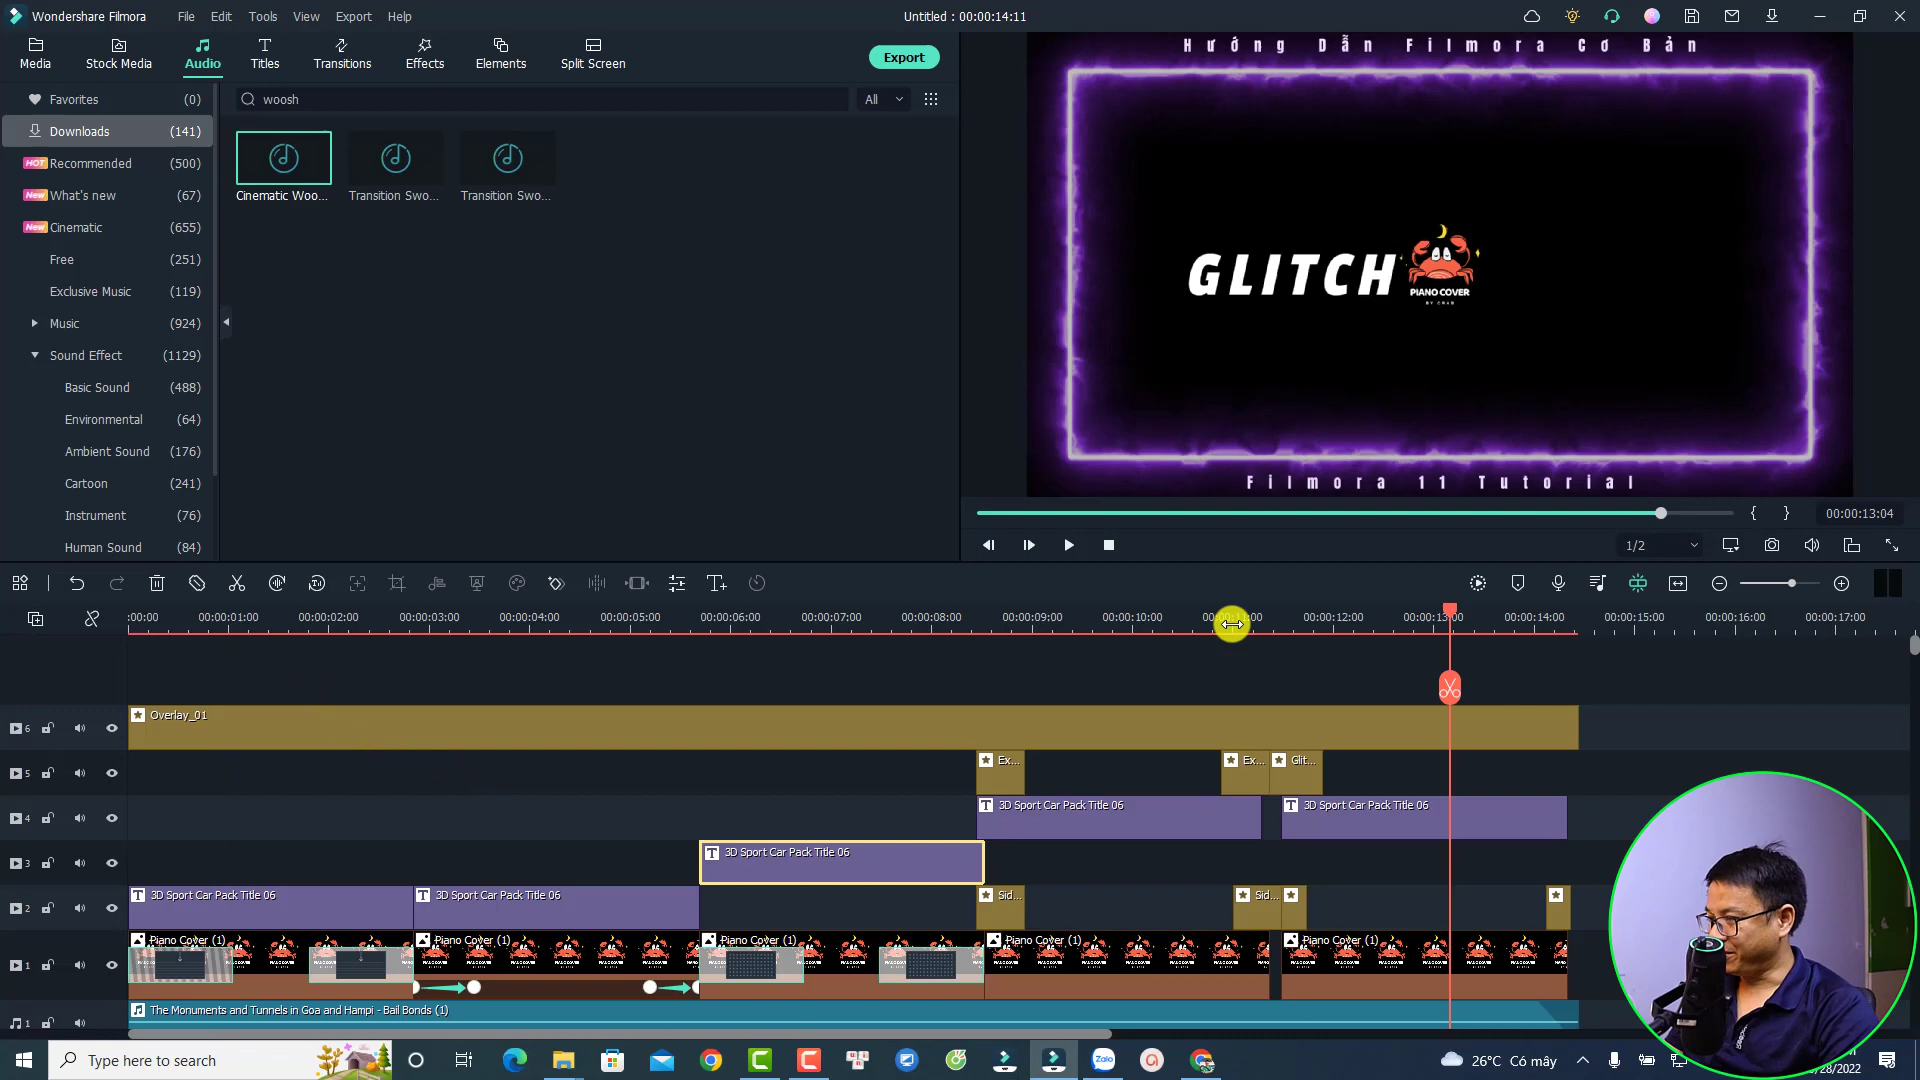 Wondershare Filmora
File Edit Tools View Export Help
Untitled : 00:00:14:11
Media Stock Media Audio Titles Transitions Effects Elements Split Screen
Export
Favorites (0)
Downloads (141)
HOT Recommended (500)
New What's new (67)
New Cinematic (655)
Free (251)
Exclusive Music (119)
Music (924)
Sound Effect (1129)
Basic Sound (488)
Environmental (64)
Ambient Sound (176)
Cartoon (241)
Instrument (76)
Human Sound (84)
woosh
All
Cinematic Woo... Transition Swo... Transition Swo...
Hướng Dẫn Filmora Cơ Bản
GLITCH
PIANO COVER
BY CRAB
Filmora 11 Tutorial
00:00:13:04
1/2
:00:00 00:00:01:00 00:00:02:00 00:00:03:00 00:00:04:00 00:00:05:00 00:00:06:00 00:00:07:00 00:00:08:00 00:00:09:00 00:00:10:00 00:00:11:00 00:00:12:00 00:00:13:00 00:00:14:00 00:00:15:00 00:00:16:00 00:00:17:00
6 Overlay_01
5 Ex... Ex... Glit...
4 3D Sport Car Pack Title 06 3D Sport Car Pack Title 06
3 3D Sport Car Pack Title 06
2 3D Sport Car Pack Title 06 3D Sport Car Pack Title 06 Sid... Sid...
1 Piano Cover (1) Piano Cover (1) Piano Cover (1) Piano Cover (1) Piano Cover (1)
1 The Monuments and Tunnels in Goa and Hampi - Bail Bonds (1)
Type here to search
Zalo
26°C Có mây